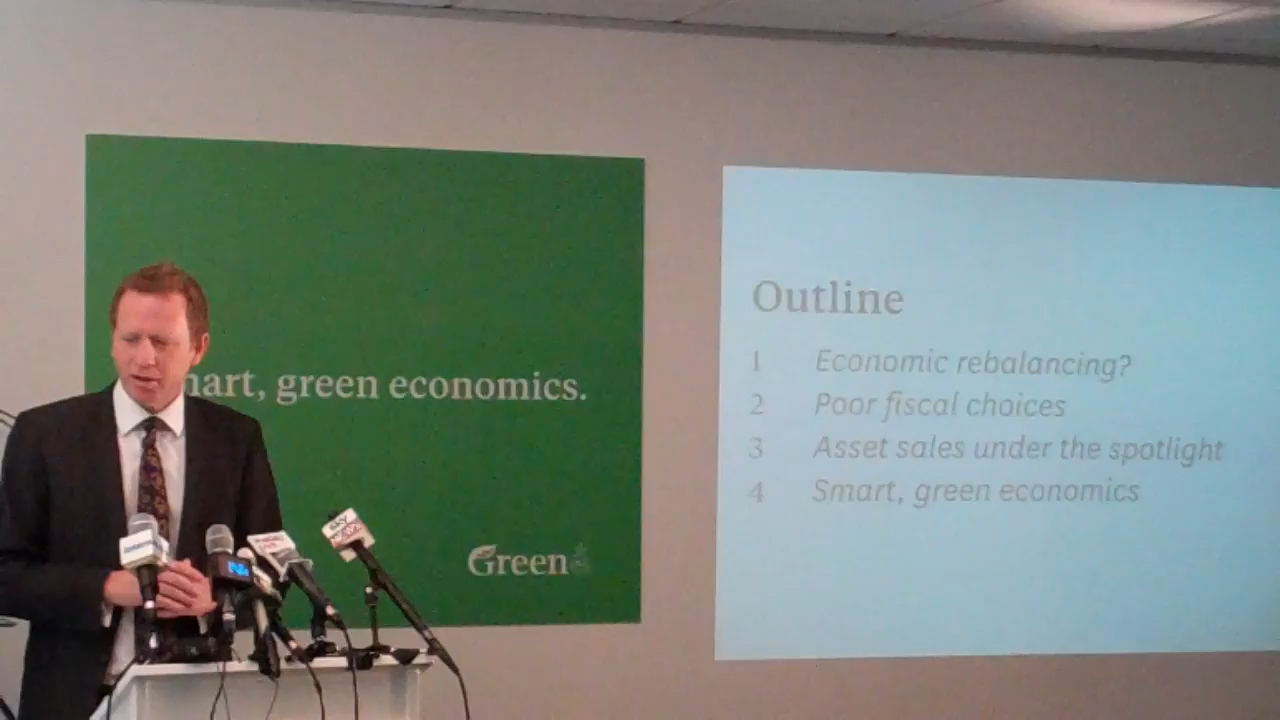 mart, green economics.
Green
Outline
1 Economic rebalancing?
2 Poor fiscal choices
3 Asset sales under the spotlight
4 Smart, green economics
SKY